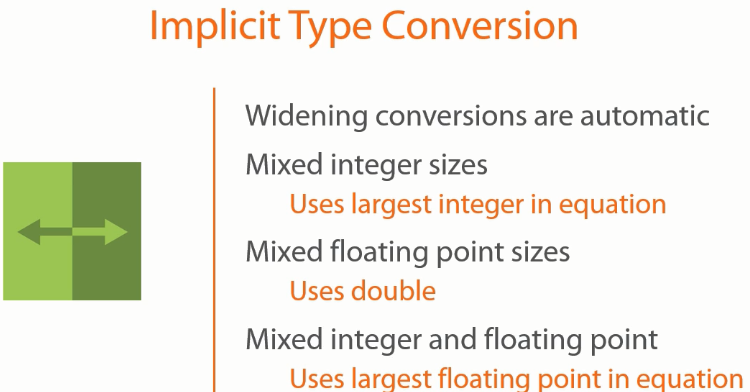 Implicit Type Conversion
Widening conversions are automatic
Mixed integer sizes
Uses largest integer in equation
Mixed floating point sizes
Uses double
Mixed integer and floating point
Uses largest floating point in equation